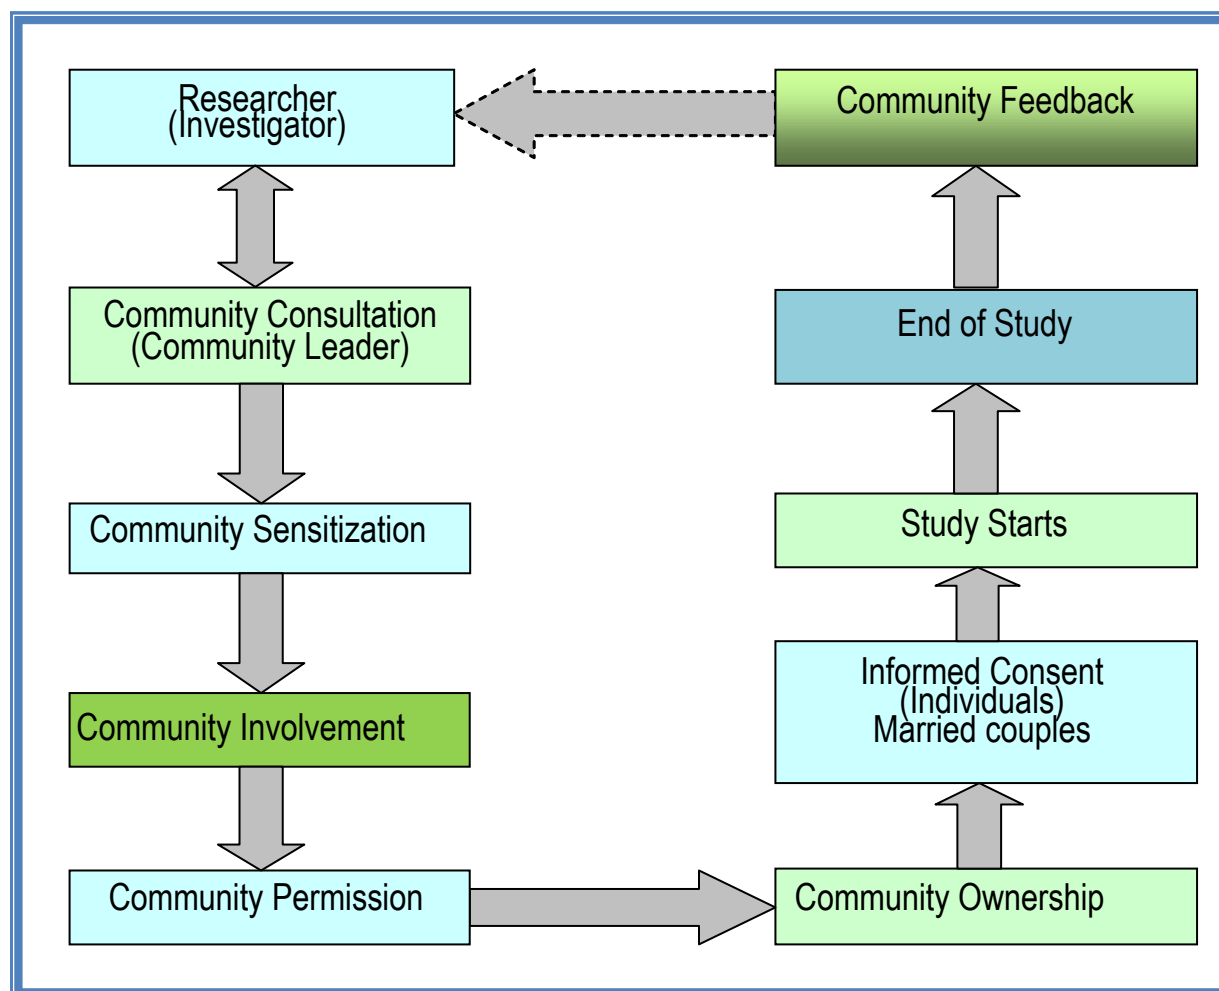 Researcher
(Investigator)
Community Feedback
Community Consultation
(Community Leader)
End of Study
Community Sensitization
Study Starts
Community Involvement
Informed Consent
(Individuals)
Married couples
Community Permission
Community Ownership